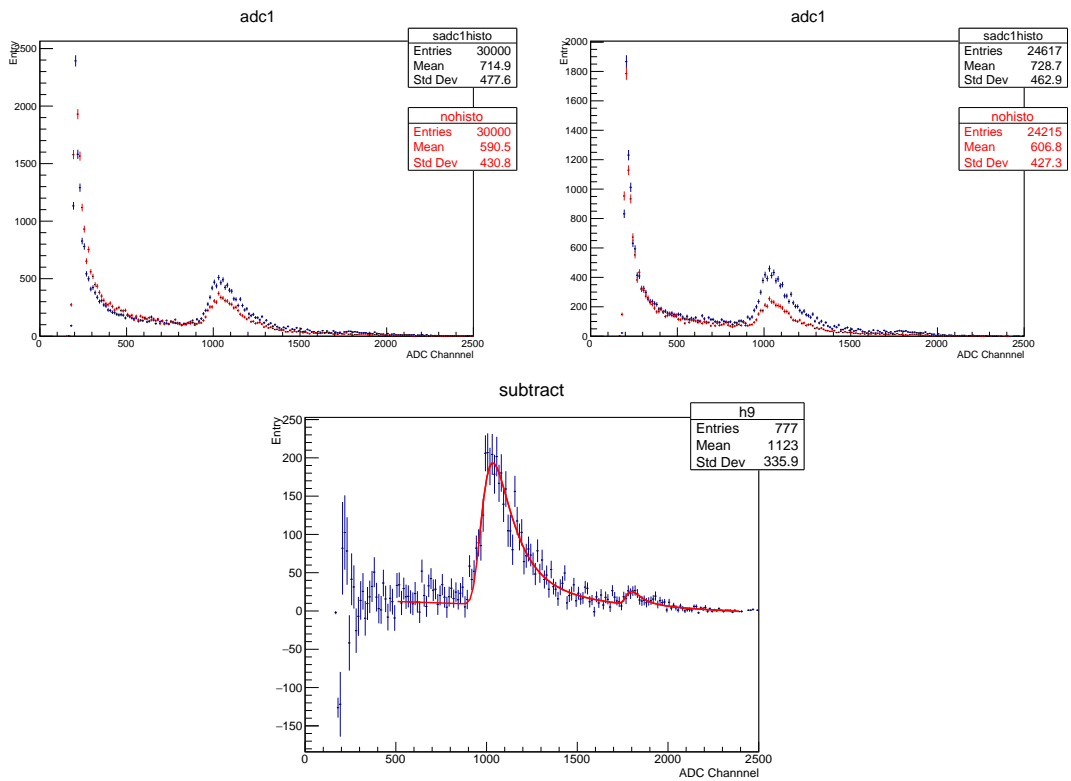 adc1
Entry
sadc1histo
Entries 30000
Mean 714.9
Std Dev 477.6
nohisto
Entries 30000
Mean 590.5
Std Dev 430.8
2500
2000
1500
1000
500
0
0 500 1000 1500 2000 2500
ADC Channnel
adc1
Entry
sadc1histo
Entries 24617
Mean 728.7
Std Dev 462.9
nohisto
Entries 24215
Mean 606.8
Std Dev 427.3
2000
1800
1600
1400
1200
1000
800
600
400
200
0
0 500 1000 1500 2000 2500
ADC Channnel
subtract
Entry
h9
Entries 777
Mean 1123
Std Dev 335.9
250
200
150
100
50
0
−50
−100
−150
0 500 1000 1500 2000 2500
ADC Channel